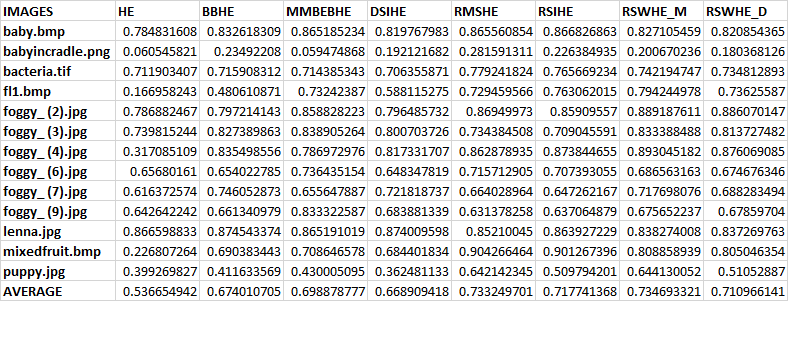 IMAGES HE BBHE MMBEBHE DSIHE RMSHE RSIHE RSWHE_M RSWHE_D
baby.bmp 0.784831608 0.832618309 0.865185234 0.819767983 0.865560854 0.866826863 0.827105459 0.820854365
babyincradle.png 0.060545821 0.23492208 0.059474868 0.192121682 0.281591311 0.226384935 0.200670236 0.180368126
bacteria.tif 0.711903407 0.715908312 0.714385343 0.706355871 0.779241824 0.765669234 0.742194747 0.734812893
fl1.bmp 0.166958243 0.480610871 0.73242387 0.588115275 0.729459566 0.763062015 0.794244978 0.73625587
foggy_ (2).jpg 0.786882467 0.797214143 0.858828223 0.796485732 0.86949973 0.85909557 0.889187611 0.886070147
foggy_ (3).jpg 0.739815244 0.827389863 0.838905264 0.800703726 0.734384508 0.709045591 0.833388488 0.813727482
foggy_ (4).jpg 0.317085109 0.835498556 0.786972976 0.817331707 0.862878935 0.873844655 0.893045182 0.876069085
foggy_ (6).jpg 0.65680161 0.654022785 0.736435154 0.648347819 0.715712905 0.707393055 0.686563163 0.674676346
foggy_ (7).jpg 0.616372574 0.746052873 0.655647887 0.721818737 0.664028964 0.647262167 0.717698076 0.688283494
foggy_ (9).jpg 0.642642242 0.661340979 0.833322587 0.683881339 0.631378258 0.637064879 0.675652237 0.67859704
lenna.jpg 0.866598833 0.874543374 0.865191019 0.874009598 0.85210045 0.863927229 0.838274008 0.837269763
mixedfruit.bmp 0.226807264 0.690383443 0.708646578 0.684401834 0.904266464 0.901267396 0.808858939 0.805046354
puppy.jpg 0.399269827 0.411633569 0.430005095 0.362481133 0.642142345 0.509794201 0.644130052 0.51052887
AVERAGE 0.536654942 0.674010705 0.698878777 0.668909418 0.733249701 0.717741368 0.734693321 0.710966141